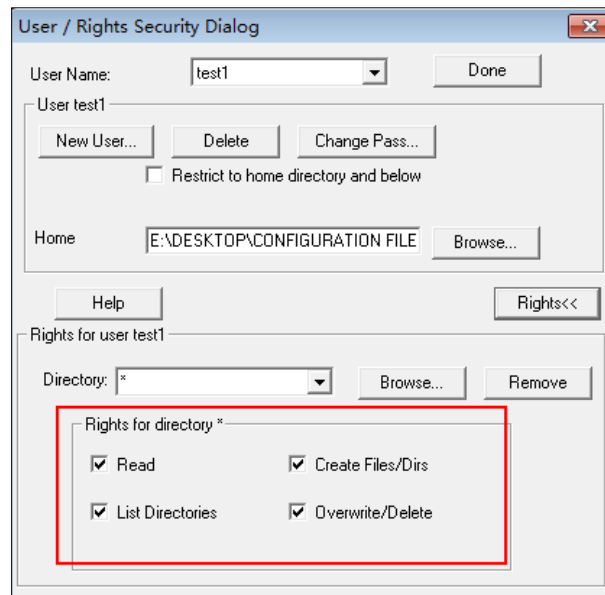 User / Rights Security Dialog
User Name: test1 Done
User test1
New User... Delete Change Pass...
Restrict to home directory and below
Home E:\DESKTOP\CONFIGURATION FILE Browse...
Help Rights<<
Rights for user test1
Directory: * Browse... Remove
Rights for directory *
Read Create Files/Dirs
List Directories Overwrite/Delete